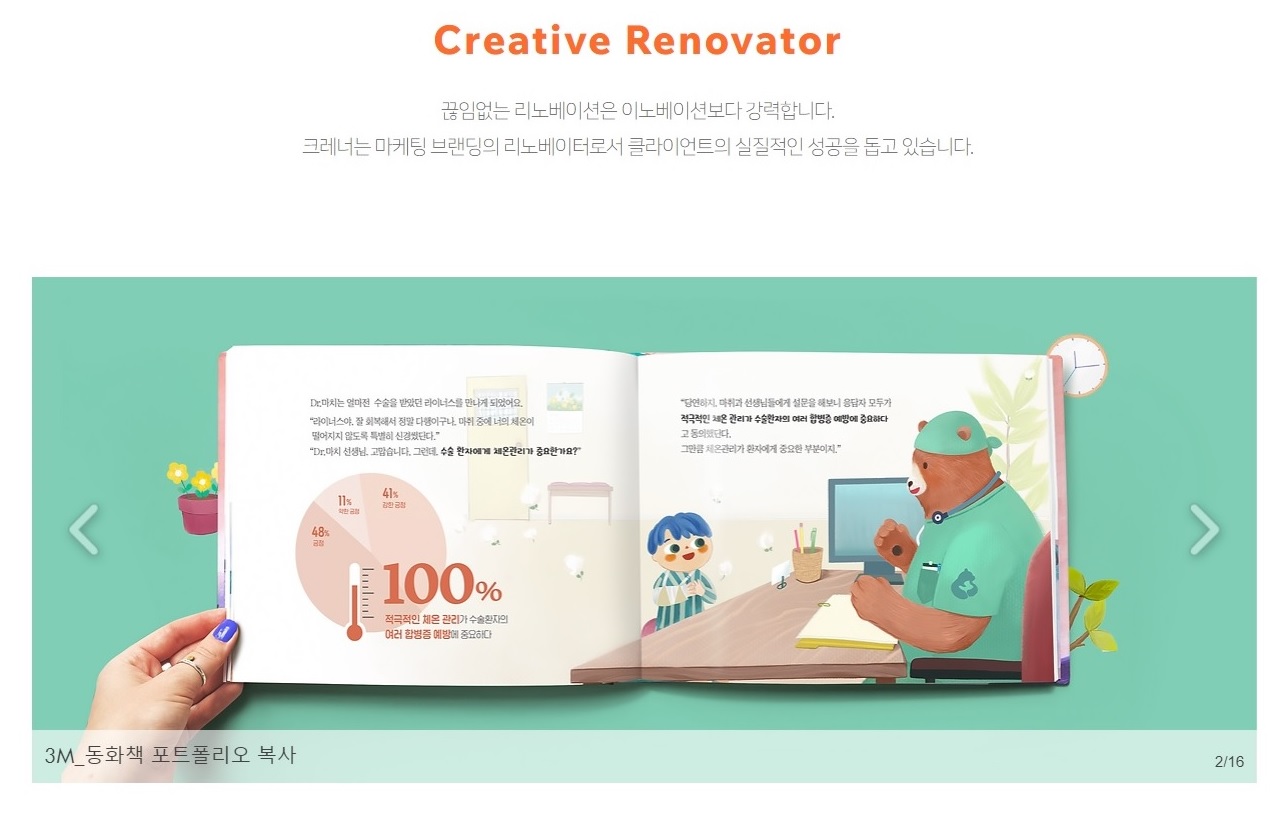 Creative Renovator
끊임없는 리노베이션은 이노베이션보다 강력합니다.
크레너는 마케팅 브랜딩의 리노베이터로서 클라이언트의 실질적인 성공을 돕고 있습니다.
Dr.마치는 얼마전 수술을 받았던 라이너스를 만나게 되었어요.
“라이너스야, 잘 회복해서 정말 다행이구나. 마취 중에 너의 체온이
떨어지지 않도록 특별히 신경썼단다.”
“Dr.마치 선생님, 고맙습니다. 그런데, 수술 환자에게 체온관리가 중요한가요?”
11%
약한 긍정
41%
강한 긍정
48%
긍정
100%
적극적인 체온 관리가 수술환자의
여러 합병증 예방에 중요하다
“당연하지, 마취과 선생님들에게 설문을 해보니 응답자 모두가
적극적인 체온 관리가 수술환자의 여러 합병증 예방에 중요하다
고 동의했단다.
그만큼 체온관리가 환자에게 중요한 부분이지.”
3M_동화책 포트폴리오 복사
2/16